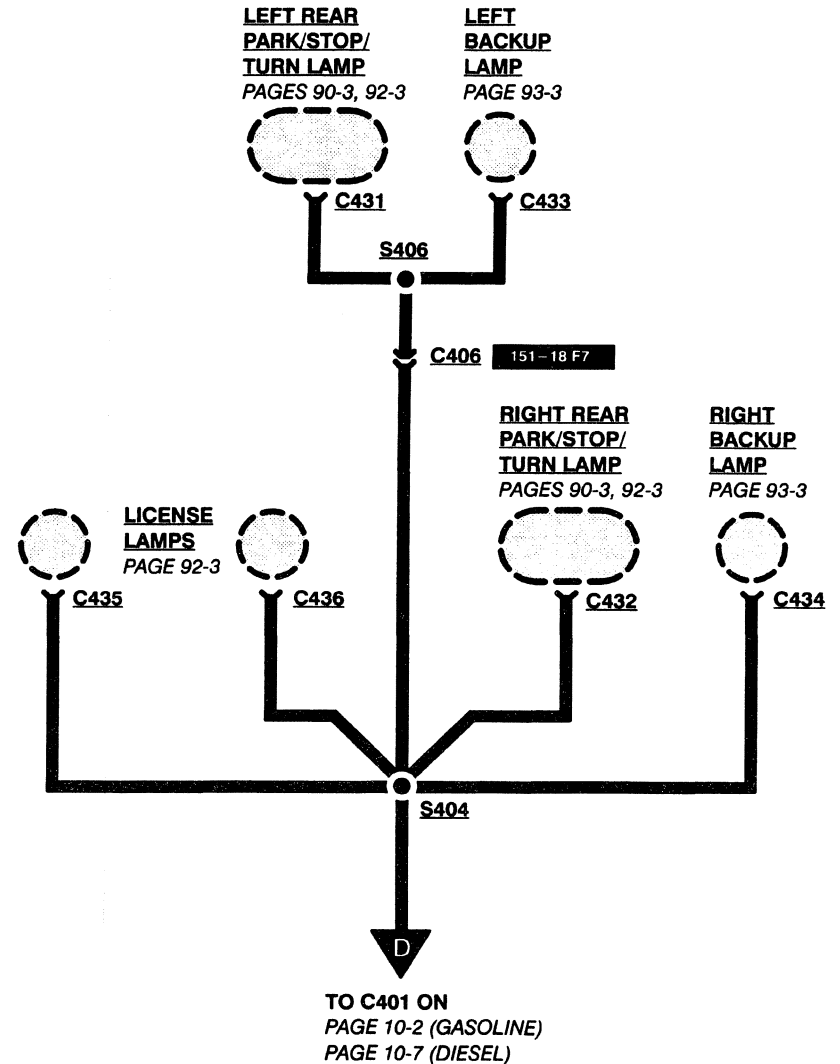 LEFT REAR
PARK/STOP/
TURN LAMP
PAGES 90-3, 92-3
LEFT
BACKUP
LAMP
PAGE 93-3
C431
C433
S406
C406
151-18 F7
RIGHT REAR
PARK/STOP/
TURN LAMP
PAGES 90-3, 92-3
RIGHT
BACKUP
LAMP
PAGE 93-3
LICENSE
LAMPS
PAGE 92-3
C435
C436
C432
C434
S404
D
TO C401 ON
PAGE 10-2 (GASOLINE)
PAGE 10-7 (DIESEL)